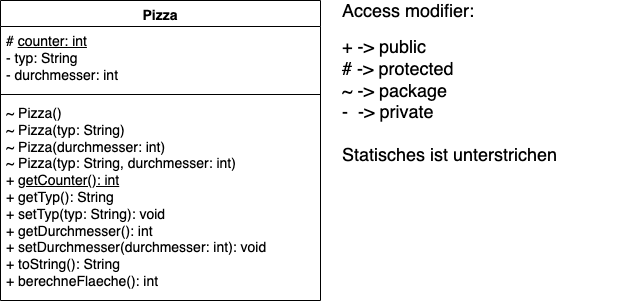 Pizza
# counter: int
- typ: String
- durchmesser: int
~ Pizza()
~ Pizza(typ: String)
~ Pizza(durchmesser: int)
~ Pizza(typ: String, durchmesser: int)
+ getCounter(): int
+ getTyp(): String
+ setTyp(typ: String): void
+ getDurchmesser(): int
+ setDurchmesser(durchmesser: int): void
+ toString(): String
+ berechneFlaeche(): int
Access modifier:
+ -> public
# -> protected
~ -> package
- -> private
Statisches ist unterstrichen